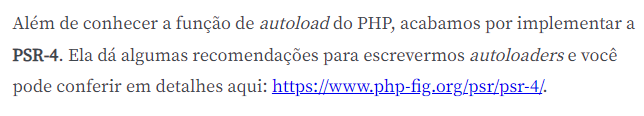 Além de conhecer a função de autoload do PHP, acabamos por implementar a
PSR-4. Ela dá algumas recomendações para escrevermos autoloaders e você
pode conferir em detalhes aqui: https://www.php-fig.org/psr/psr-4/.